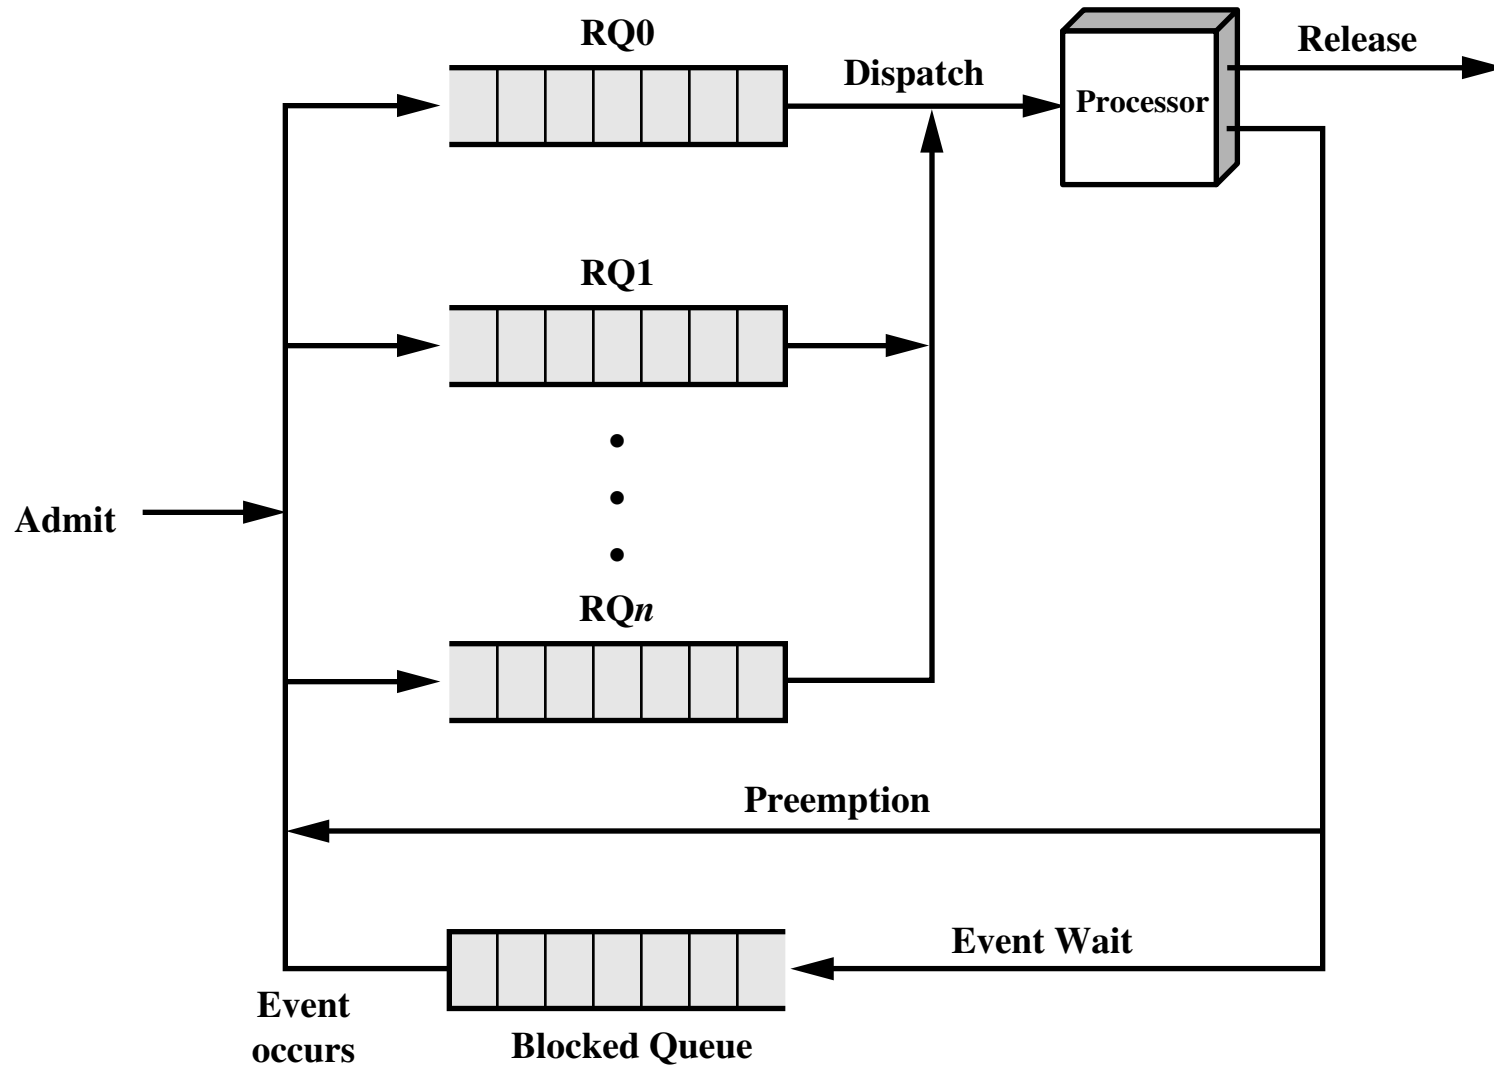 RQ0
Release
Dispatch
Processor
RQ1
Admit
RQn
Preemption
Event Wait
Event
occurs
Blocked Queue